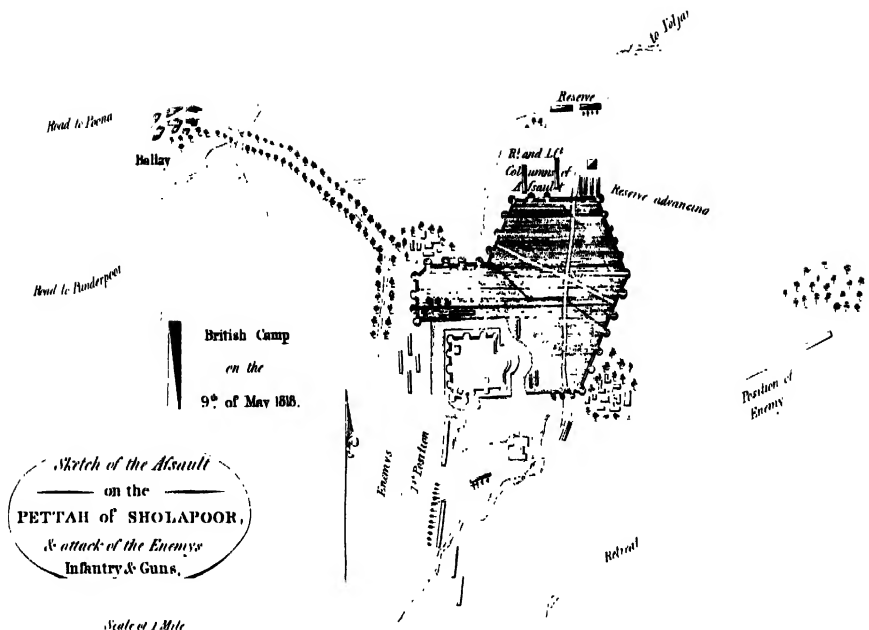 to
Reserve
Road to Poona
Rt. and Lft.
Ballay
Columns of
Assault
Reserve advancing
Road to Punderpoor
British Camp
on the
9th of May 1818.
Position of
Enemy
Enemys
1st Position
Sketch of the Assault
on the
PETTAH of SHOLAPOOR,
& attack of the Enemys
Infantry & Guns,
Retreat
Scale of 1 Mile